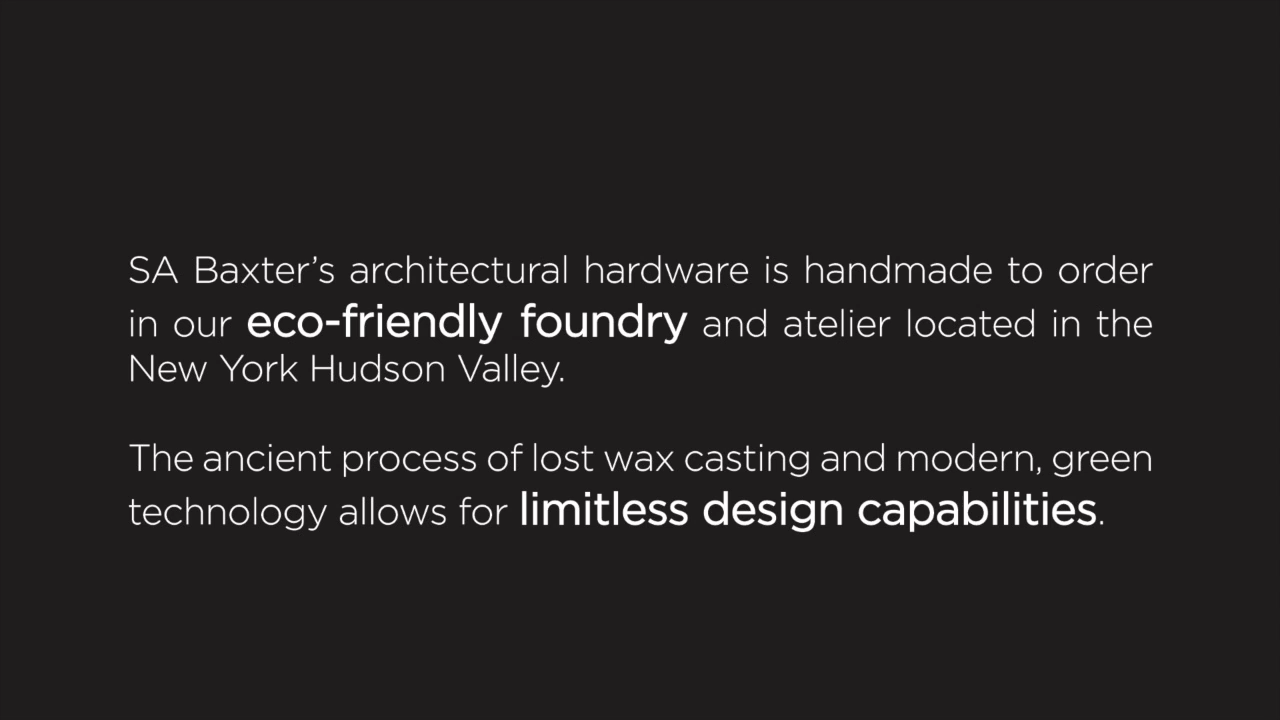 SA Baxter’s architectural hardware is handmade to order
in our eco-friendly foundry and atelier located in the
New York Hudson Valley.
The ancient process of lost wax casting and modern, green
technology allows for limitless design capabilities.